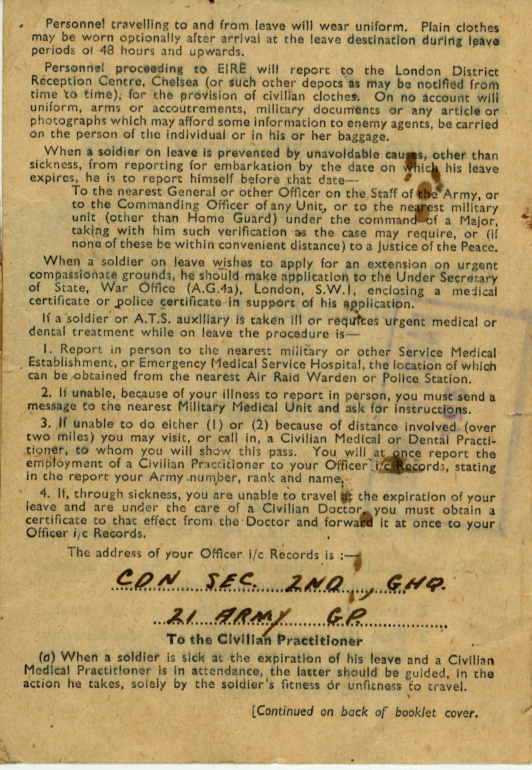 Personnel travelling to and from leave will wear uniform. Plain clothes
may be worn optionally after arrival at the leave destination during leave
periods of 48 hours and upwards.
Personnel proceeding to EIRE will report to the London District
Reception Centre, Chelsea (or such other depots as may be notified from
time to time), for the provision of civilian clothes. On no account will
uniform, arms or accoutrements, military documents or any article or
photographs which may afford some information to enemy agents, be carried
on the person of the individual or in his or her baggage.
When a soldier on leave is prevented by unavoidable causes, other than
sickness, from reporting for embarkation by the date on which his leave
expires, he is to report himself before that date—
To the nearest General or other Officer on the Staff of the Army, or
to the Commanding Officer of any Unit, or to the nearest military
unit (other than Home Guard) under the command of a Major,
taking with him such verification as the case may require, or (if
none of these be within convenient distance) to a Justice of the Peace.
When a soldier on leave wishes to apply for an extension on urgent
compassionate grounds, he should make application to the Under Secretary
of State, War Office (A.G.4a), London, S.W.1, enclosing a medical
certificate or police certificate in support of his application.
If a soldier or A.T.S. auxiliary is taken ill or requires urgent medical or
dental treatment while on leave the procedure is—
1. Report in person to the nearest military or other Service Medical
Establishment, or Emergency Medical Service Hospital, the location of which
can be obtained from the nearest Air Raid Warden or Police Station.
2. If unable, because of your illness to report in person, you must send a
message to the nearest Military Medical Unit and ask for instructions.
3. If unable to do either (1) or (2) because of distance involved (over
two miles) you may visit, or call in, a Civilian Medical or Dental Practi-
tioner, to whom you will show this pass. You will at once report the
employment of a Civilian Practitioner to your Officer i/c Records, stating
in the report your Army number, rank and name.
4. If, through sickness, you are unable to travel at the expiration of your
leave and are under the care of a Civilian Doctor, you must obtain a
certificate to that effect from the Doctor and forward it at once to your
Officer i/c Records.
The address of your Officer i/c Records is :—
CDN SEC. 2ND, GHQ.
21 ARMY GP.
To the Civilian Practitioner
(a) When a soldier is sick at the expiration of his leave and a Civilian
Medical Practitioner is in attendance, the latter should be guided, in the
action he takes, solely by the soldier's fitness or unfitness to travel.
[Continued on back of booklet cover.